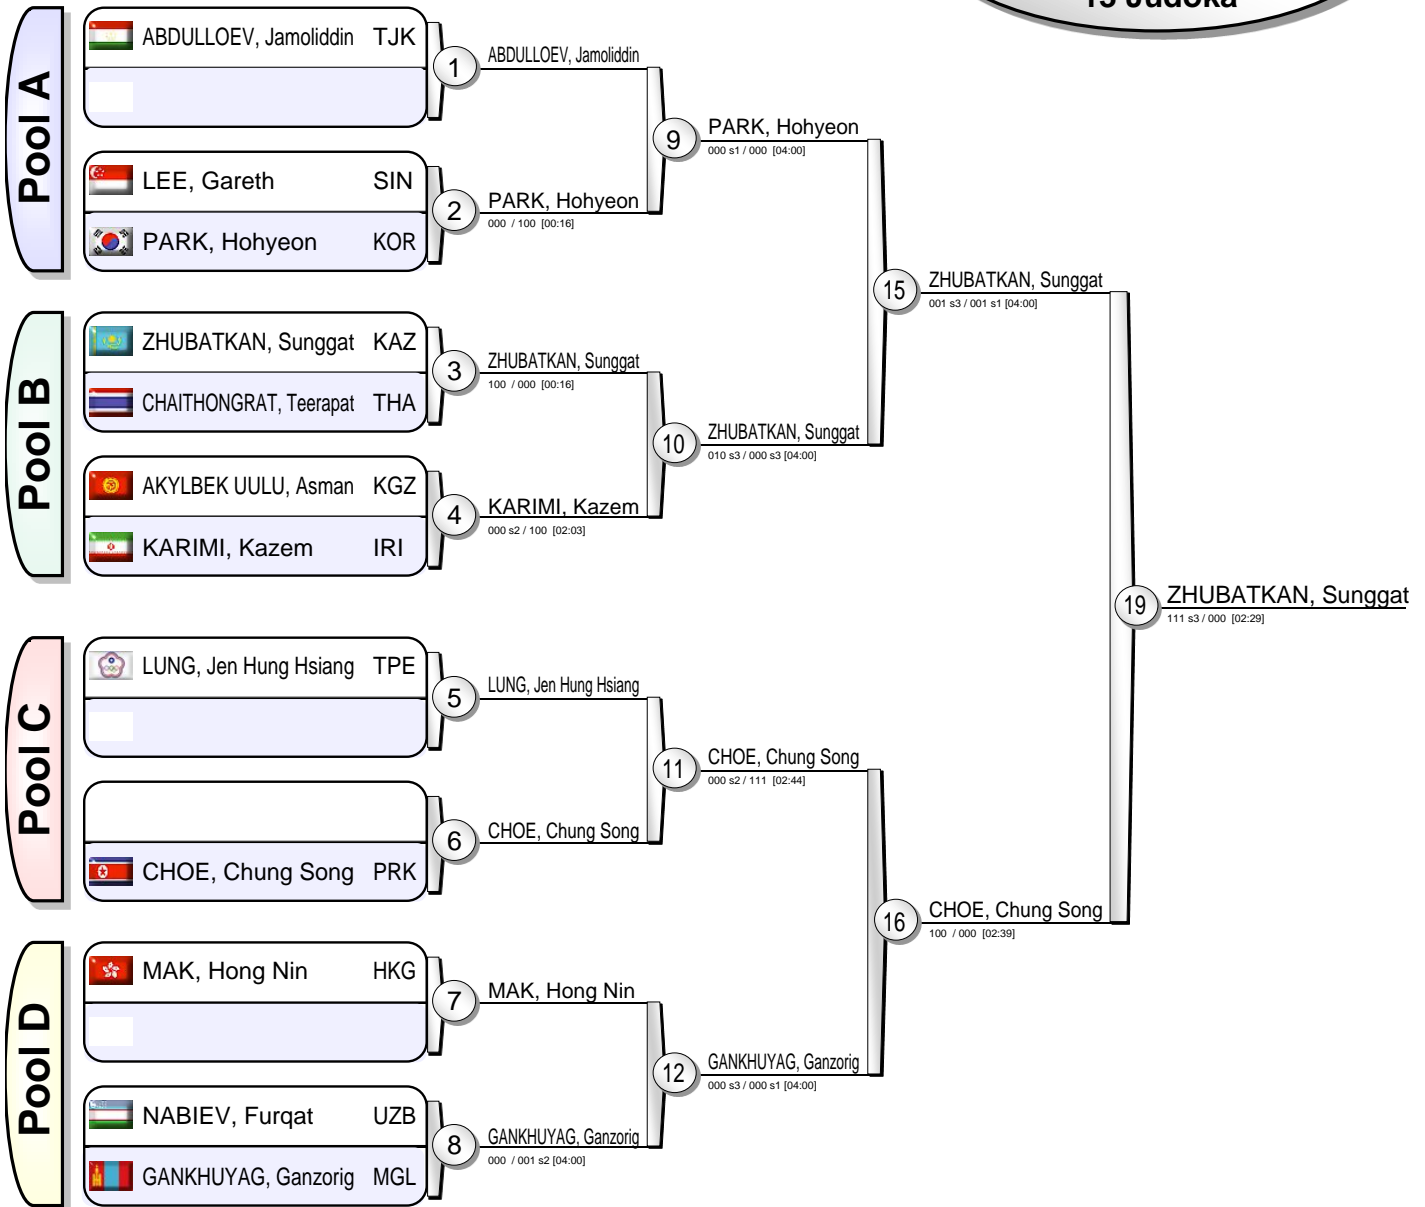 13 Judoka
Pool A
ABDULLOEV, Jamoliddin TJK
1
ABDULLOEV, Jamoliddin
LEE, Gareth SIN
PARK, Hohyeon KOR
2
PARK, Hohyeon
000 / 100 [00:16]
9
PARK, Hohyeon
000 s1 / 000 [04:00]
Pool B
ZHUBATKAN, Sunggat KAZ
CHAITHONGRAT, Teerapat THA
3
ZHUBATKAN, Sunggat
100 / 000 [00:16]
AKYLBEK UULU, Asman KGZ
KARIMI, Kazem IRI
4
KARIMI, Kazem
000 s2 / 100 [02:03]
10
ZHUBATKAN, Sunggat
010 s3 / 000 s3 [04:00]
15
ZHUBATKAN, Sunggat
001 s3 / 001 s1 [04:00]
Pool C
LUNG, Jen Hung Hsiang TPE
5
LUNG, Jen Hung Hsiang
CHOE, Chung Song PRK
6
CHOE, Chung Song
11
CHOE, Chung Song
000 s2 / 111 [02:44]
Pool D
MAK, Hong Nin HKG
7
MAK, Hong Nin
NABIEV, Furqat UZB
GANKHUYAG, Ganzorig MGL
8
GANKHUYAG, Ganzorig
000 / 001 s2 [04:00]
12
GANKHUYAG, Ganzorig
000 s3 / 000 s1 [04:00]
16
CHOE, Chung Song
100 / 000 [02:39]
19
ZHUBATKAN, Sunggat
111 s3 / 000 [02:29]